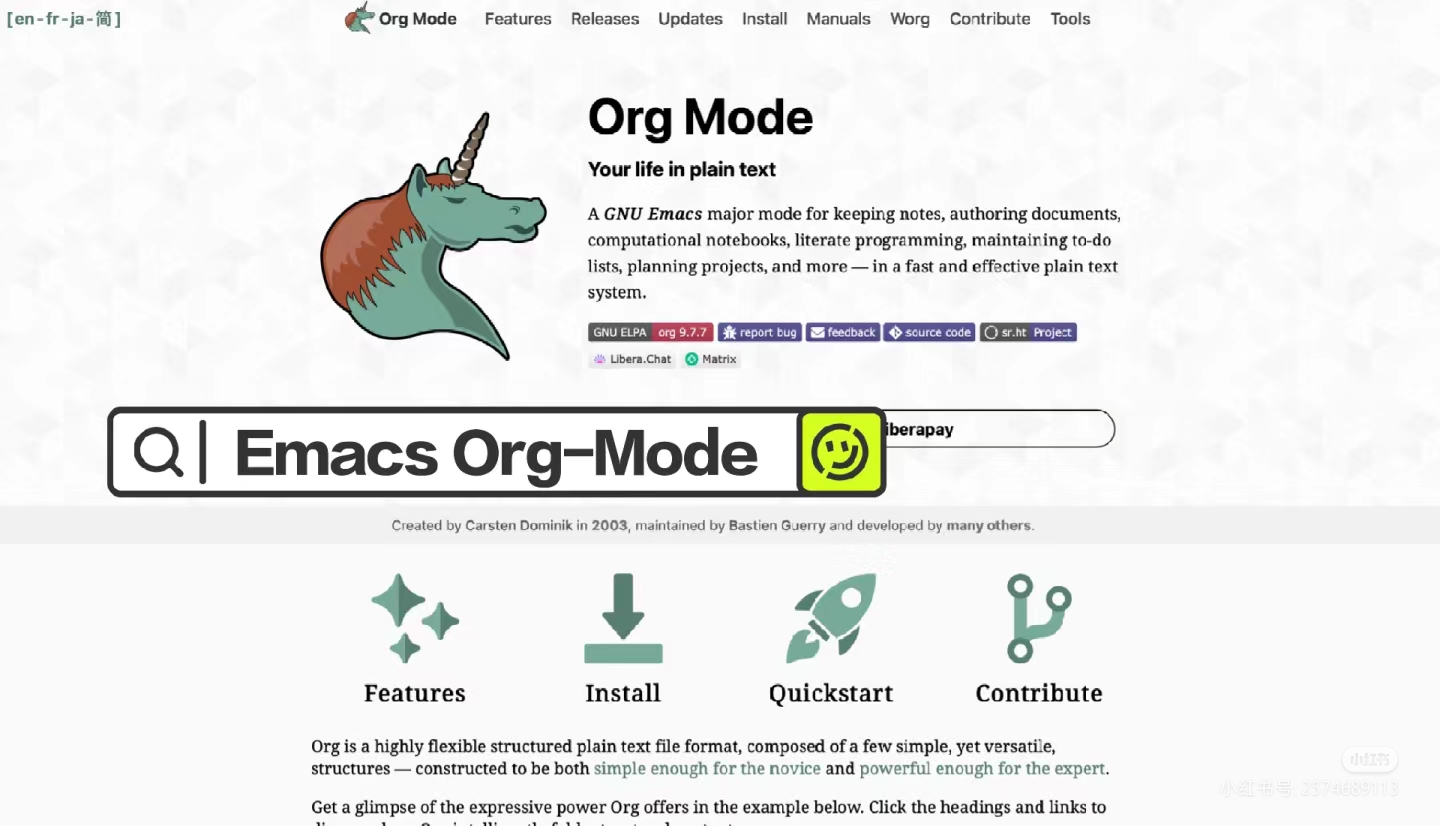 [en-fr-ja-简]
Org Mode Features Releases Updates Install Manuals Worg Contribute Tools
Org Mode
Your life in plain text
A GNU Emacs major mode for keeping notes, authoring documents,
computational notebooks, literate programming, maintaining to-do
lists, planning projects, and more — in a fast and effective plain text
system.
GNU ELPA org 9.7.7 report bug feedback source code sr.ht Project
Libera.Chat Matrix
iberapay
Emacs Org-Mode
Created by Carsten Dominik in 2003, maintained by Bastien Guerry and developed by many others.
Features Install Quickstart Contribute
Org is a highly flexible structured plain text file format, composed of a few simple, yet versatile,
structures — constructed to be both simple enough for the novice and powerful enough for the expert.
Get a glimpse of the expressive power Org offers in the example below. Click the headings and links to
小红书
小红书号: 2574689113